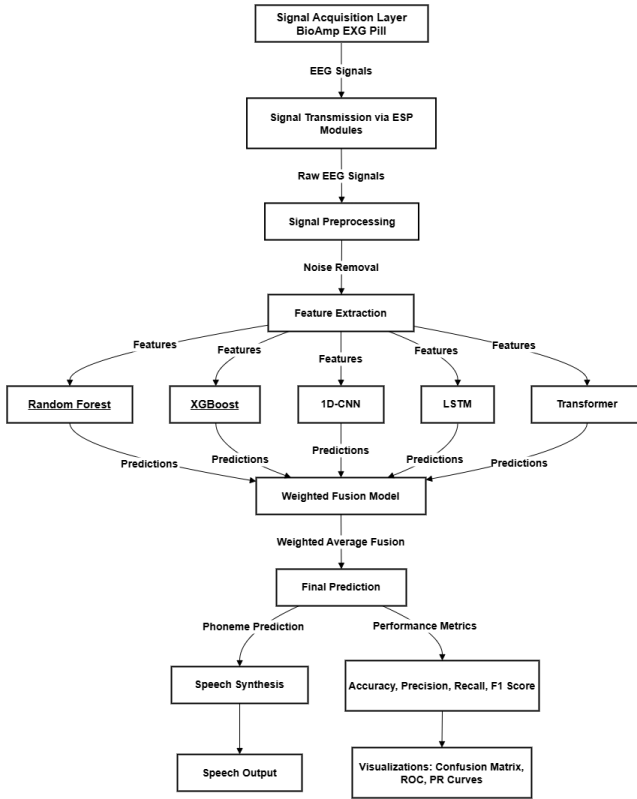 Signal Acquisition Layer
BioAmp EXG Pill
EEG Signals
Signal Transmission via ESP
Modules
Raw EEG Signals
Signal Preprocessing
Noise Removal
Feature Extraction
Features
Features
Features
Features
Features
Random Forest
XGBoost
1D-CNN
LSTM
Transformer
Predictions
Predictions
Predictions
Predictions
Predictions
Weighted Fusion Model
Weighted Average Fusion
Final Prediction
Phoneme Prediction
Performance Metrics
Speech Synthesis
Accuracy, Precision, Recall, F1 Score
Speech Output
Visualizations: Confusion Matrix,
ROC, PR Curves